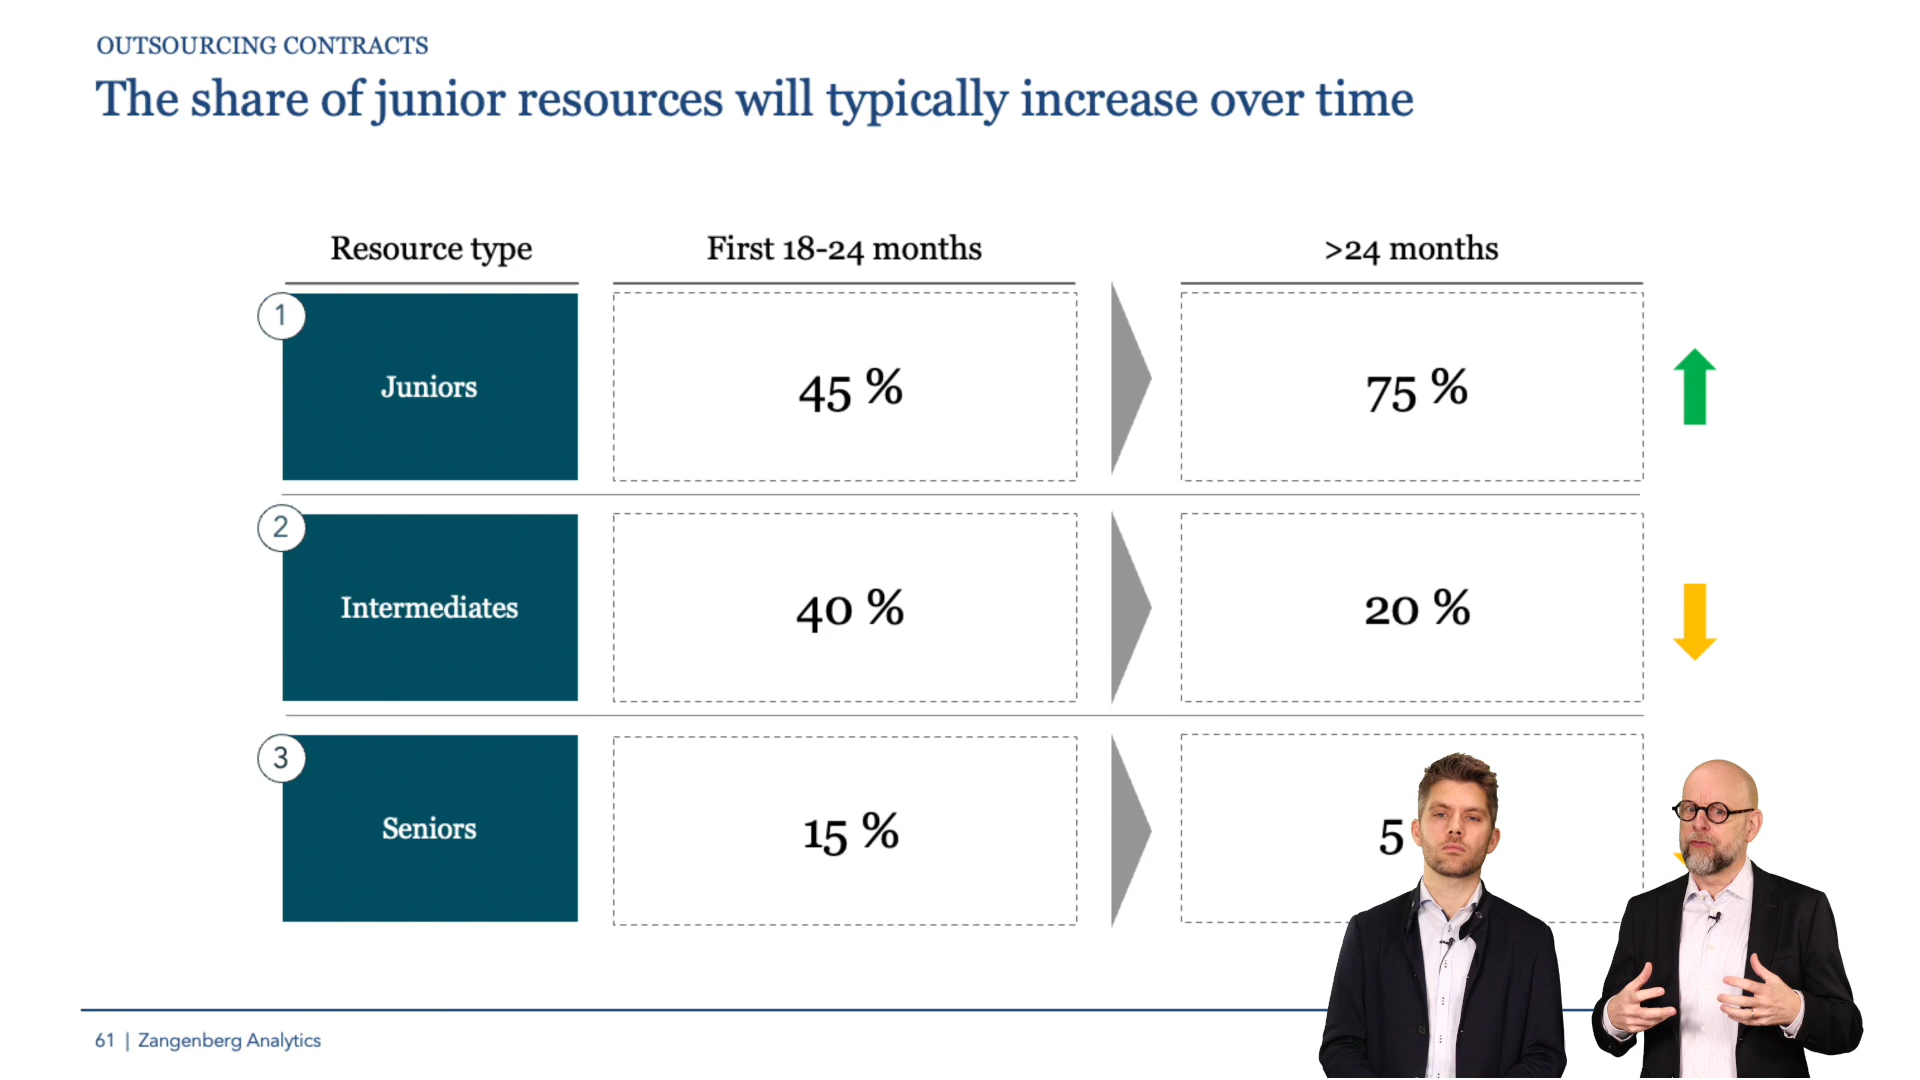 OUTSOURCING CONTRACTS
The share of junior resources will typically increase over time
Resource type First 18-24 months >24 months
1
Juniors 45 % 75 %
2
Intermediates 40 % 20 %
3
Seniors 15 % 5
61 | Zangenberg Analytics